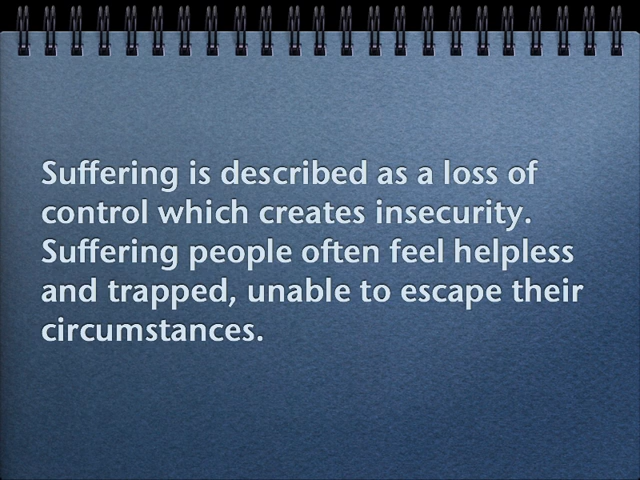 Suffering is described as a loss of
control which creates insecurity.
Suffering people often feel helpless
and trapped, unable to escape their
circumstances.